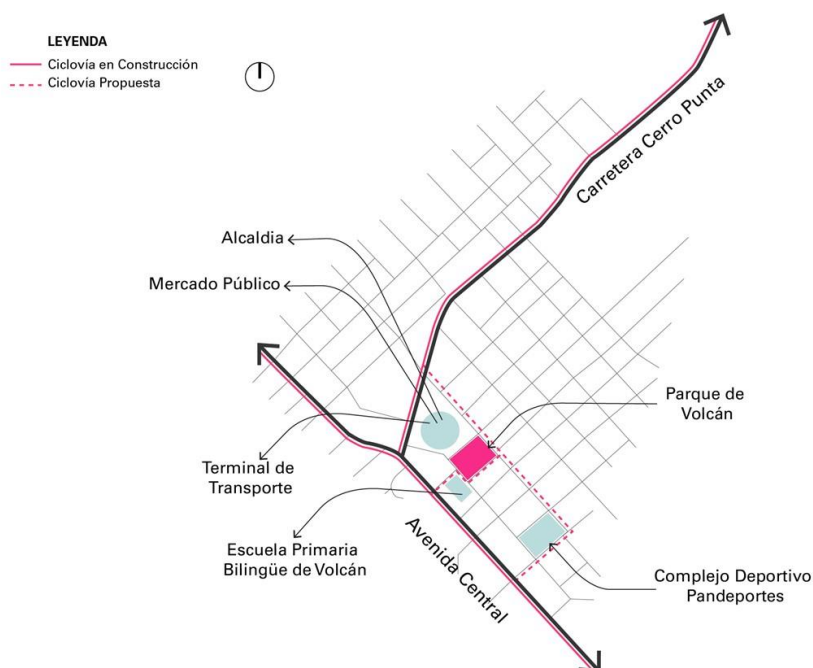 LEYENDA
Ciclovía en Construcción
Ciclovía Propuesta
Carretera Cerro Punta
Alcaldia
Mercado Público
Parque de
Volcán
Terminal de
Transporte
Escuela Primaria
Bilingüe de Volcán
Avenida Central
Complejo Deportivo
Pandeportes